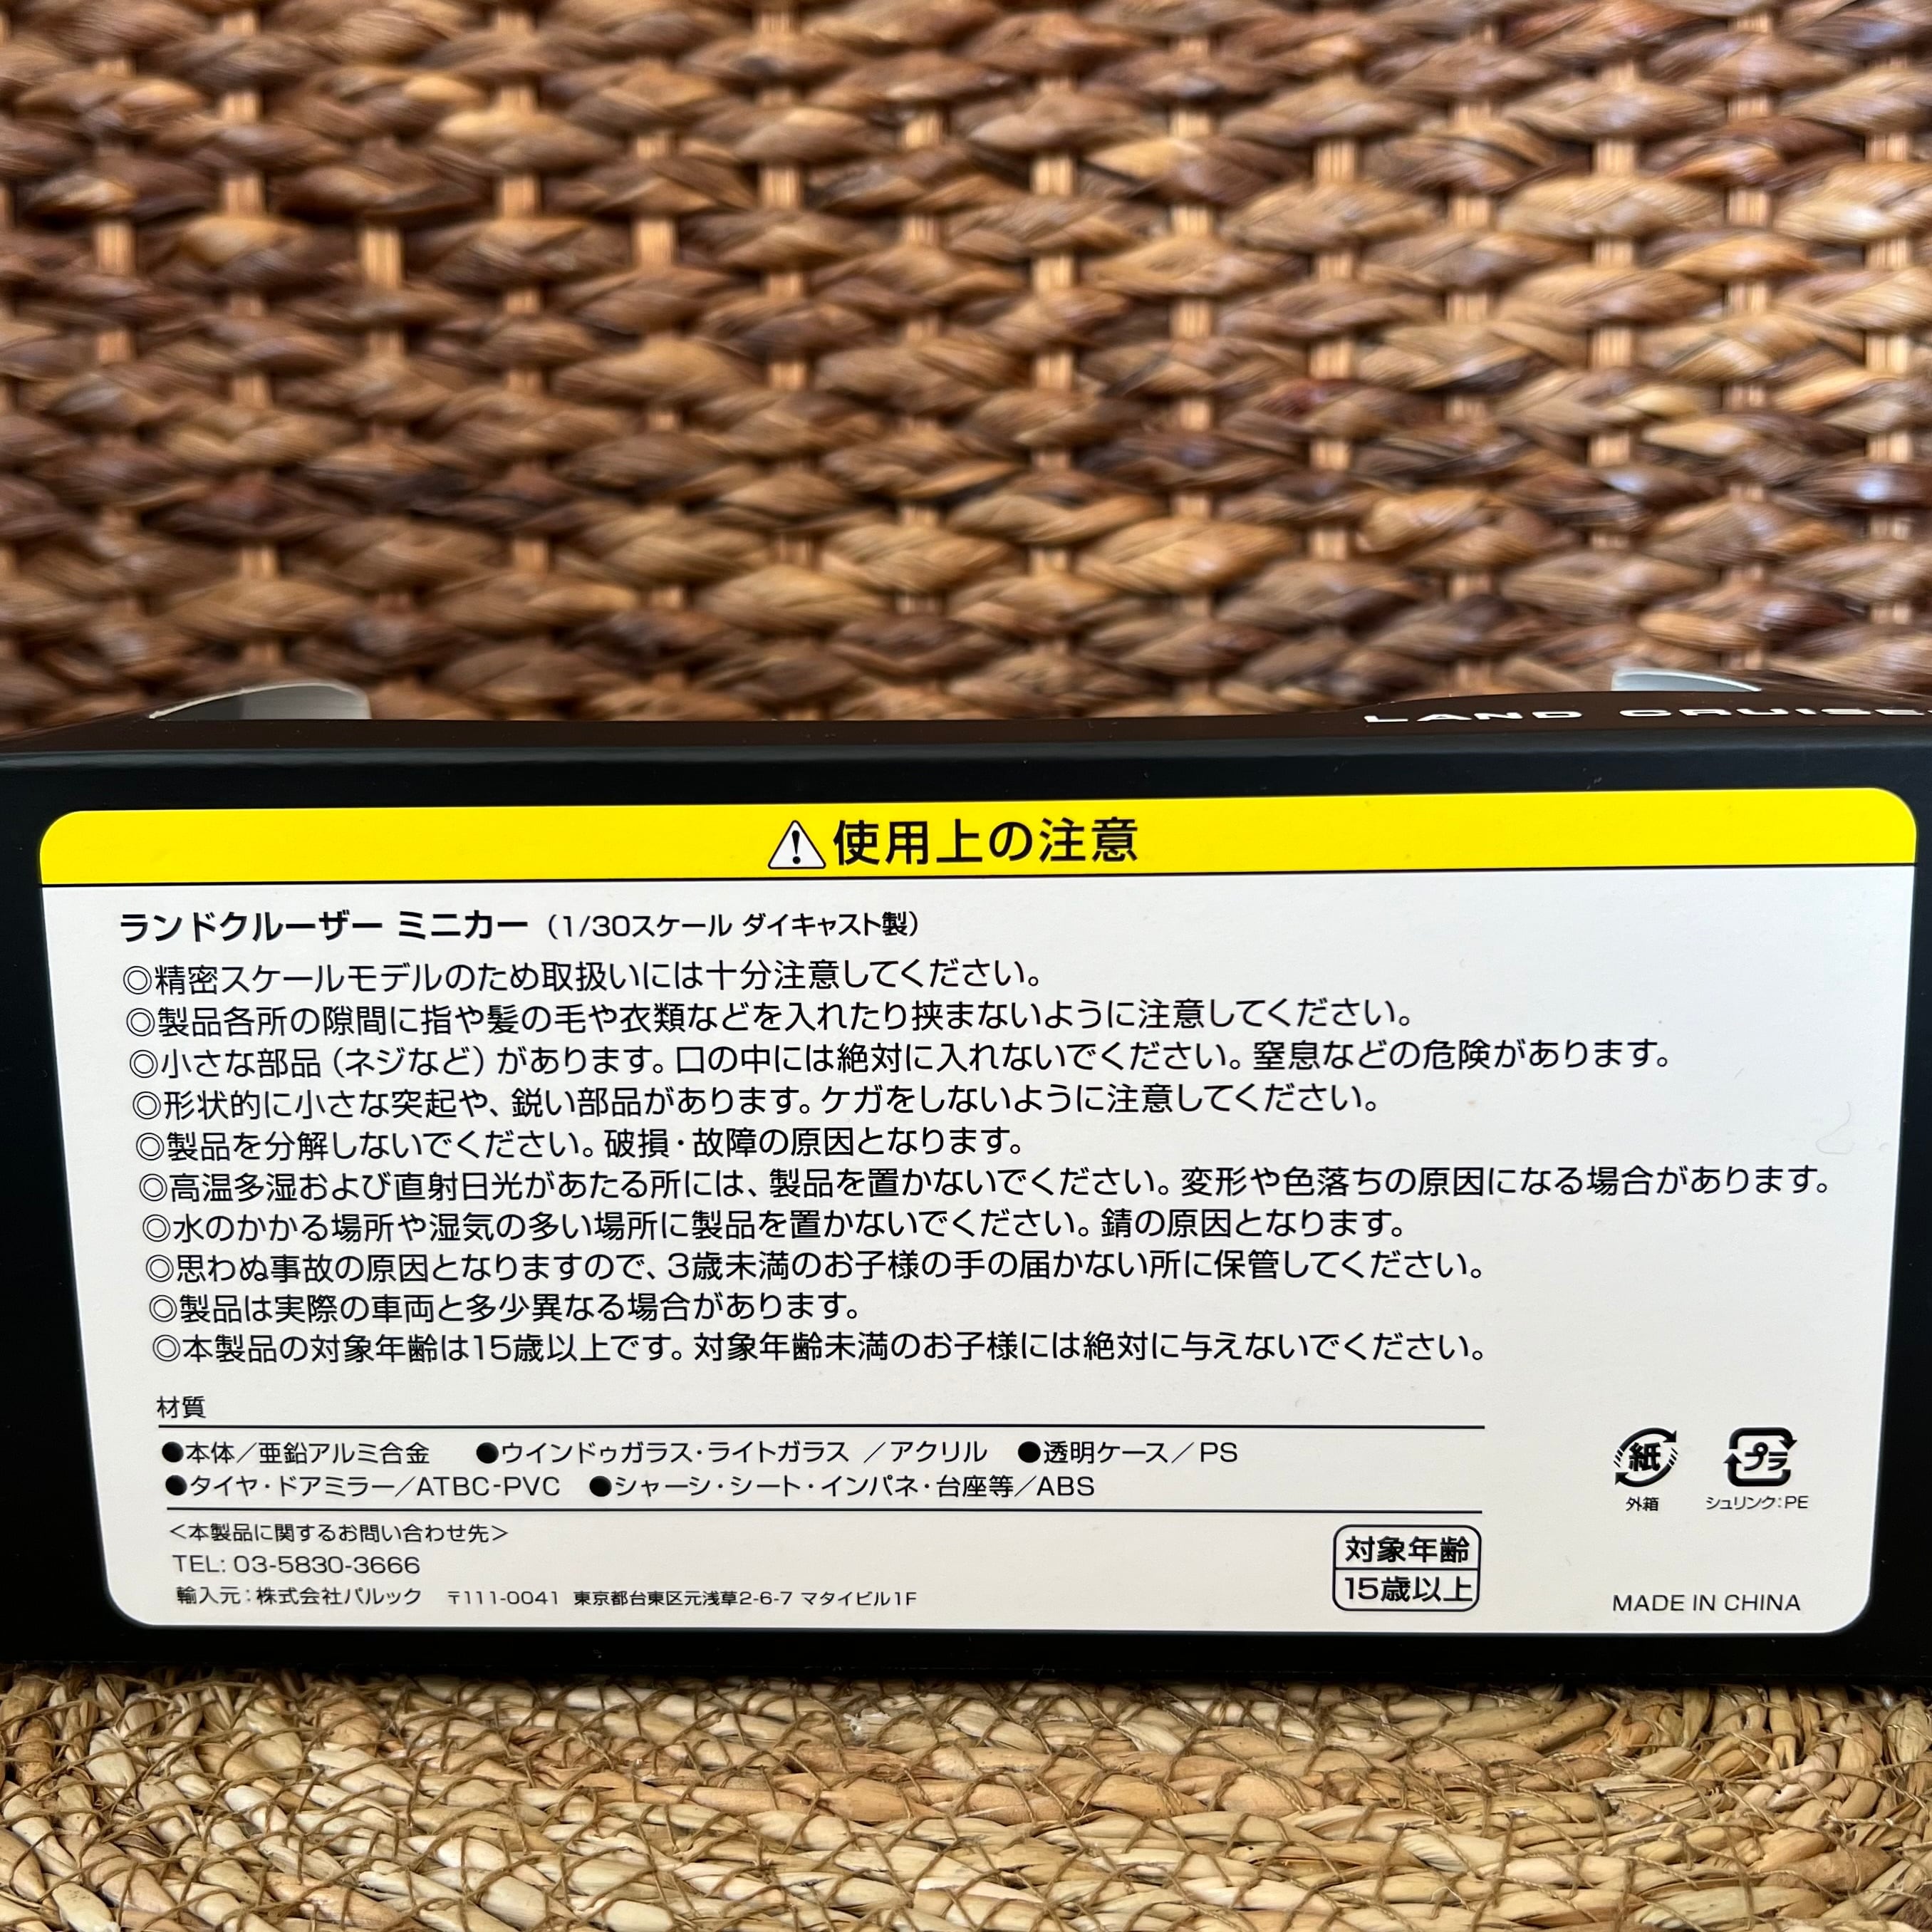 LAND CRUISE
使用上の注意
ランドクルーザー ミニカー（1/30スケール ダイキャスト製）
◎精密スケールモデルのため取扱いには十分注意してください。
◎製品各所の隙間に指や髪の毛や衣類などを入れたり挟まないように注意してください。
◎小さな部品（ネジなど）があります。口の中には絶対に入れないでください。窒息などの危険があります。
◎形状的に小さな突起や、鋭い部品があります。ケガをしないように注意してください。
◎製品を分解しないでください。破損・故障の原因となります。
◎高温多湿および直射日光があたる所には、製品を置かないでください。変形や色落ちの原因になる場合があります。
◎水のかかる場所や湿気の多い場所に製品を置かないでください。錆の原因となります。
◎思わぬ事故の原因となりますので、3歳未満のお子様の手の届かない所に保管してください。
◎製品は実際の車両と多少異なる場合があります。
◎本製品の対象年齢は15歳以上です。対象年齢未満のお子様には絶対に与えないでください。
材質
●本体／亜鉛アルミ合金 ●ウインドゥガラス・ライトガラス ／アクリル ●透明ケース／PS
●タイヤ・ドアミラー／ATBC-PVC ●シャーシ・シート・インパネ・台座等／ABS
＜本製品に関するお問い合わせ先＞
TEL: 03-5830-3666
輸入元：株式会社パルック 〒111-0041 東京都台東区元浅草2-6-7 マタイビル1F
対象年齢
15歳以上
紙
外箱
プラ
シュリンク：PE
MADE IN CHINA